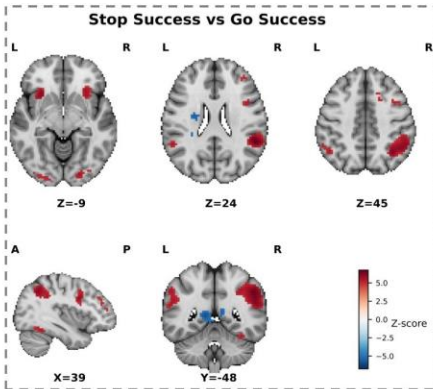 Stop Success vs Go Success
L R L R L R
Z=-9 Z=24 Z=45
A P L R
5.0
2.5
0.0
Z-score
−2.5
−5.0
X=39 Y=-48